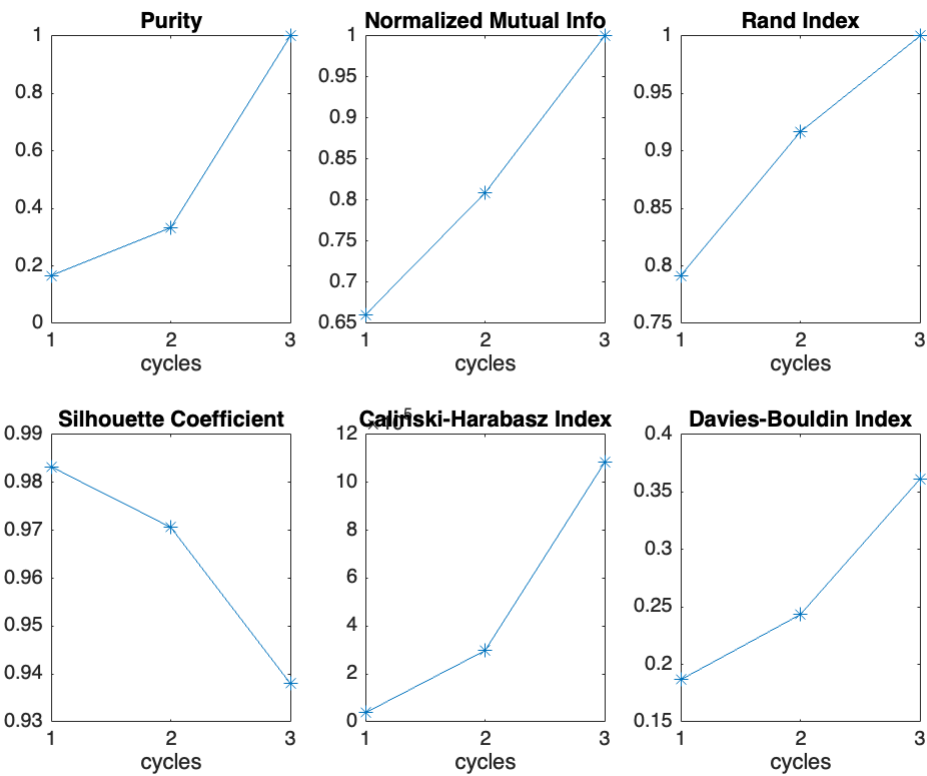 Purity
1
0.8
0.6
0.4
0.2
0
1 2 3
cycles
Normalized Mutual Info
1
0.95
0.9
0.85
0.8
0.75
0.7
0.65
1 2 3
cycles
Rand Index
1
0.95
0.9
0.85
0.8
0.75
1 2 3
cycles
Silhouette Coefficient
0.99
0.98
0.97
0.96
0.95
0.94
0.93
1 2 3
cycles
Calinski-Harabasz Index
×10⁵
12
10
8
6
4
2
0
1 2 3
cycles
Davies-Bouldin Index
0.4
0.35
0.3
0.25
0.2
0.15
1 2 3
cycles